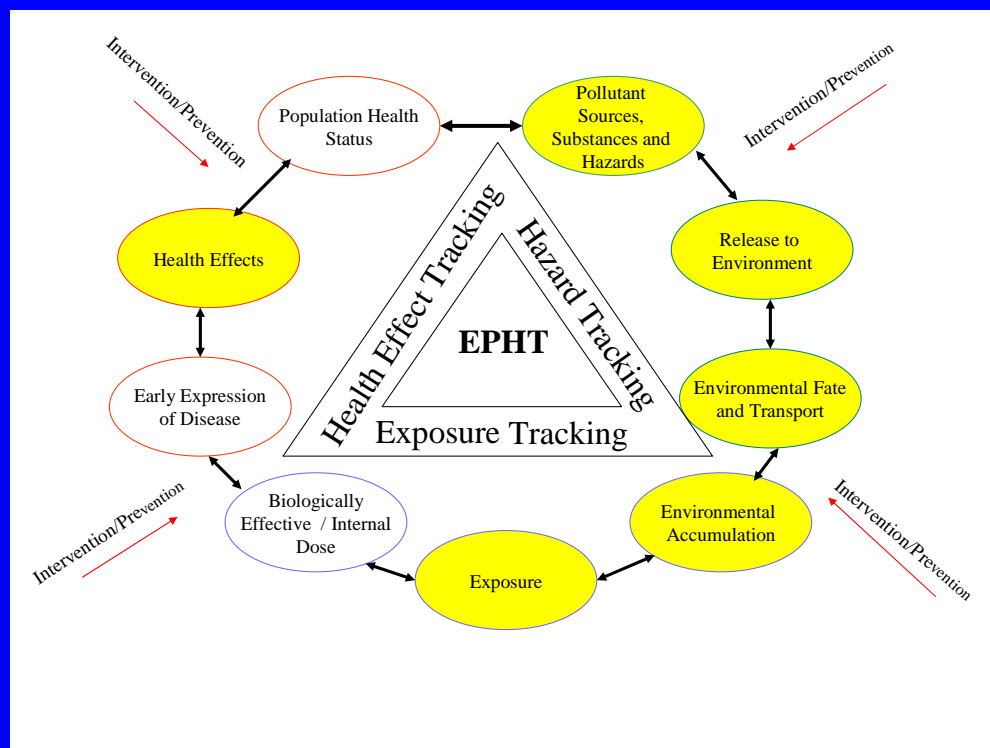 Intervention/Prevention
Population Health
Status
Pollutant
Sources,
Substances and
Hazards
Intervention/Prevention
Health Effects
Release to
Environment
Health Effect Tracking
Hazard Tracking
EPHT
Exposure Tracking
Early Expression
of Disease
Environmental Fate
and Transport
Intervention/Prevention
Biologically
Effective / Internal
Dose
Exposure
Environmental
Accumulation
Intervention/Prevention